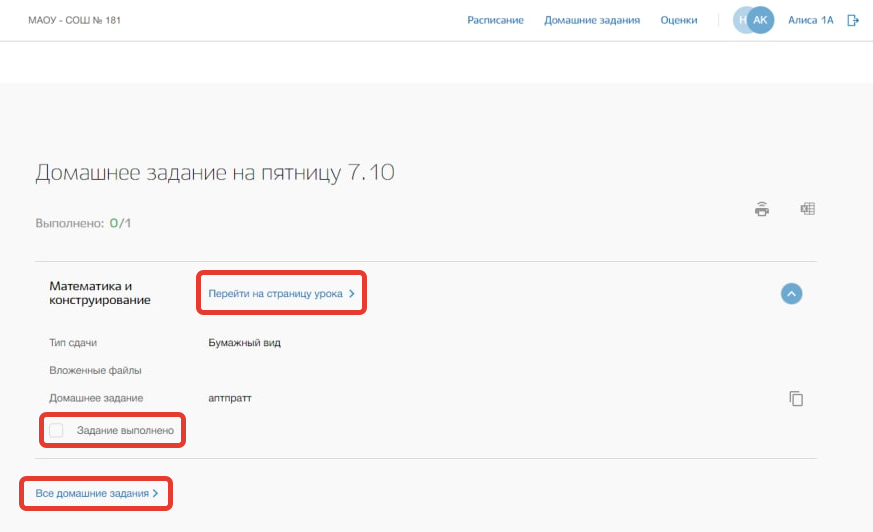 МАОУ - СОШ № 181
Расписание
Домашние задания
Оценки
Н АК
Алиса 1А
Домашнее задание на пятницу 7.10
Выполнено: 0/1
Математика и
конструирование
Перейти на страницу урока
Тип сдачи
Бумажный вид
Вложенные файлы
Домашнее задание
аптпратт
Задание выполнено
Все домашние задания